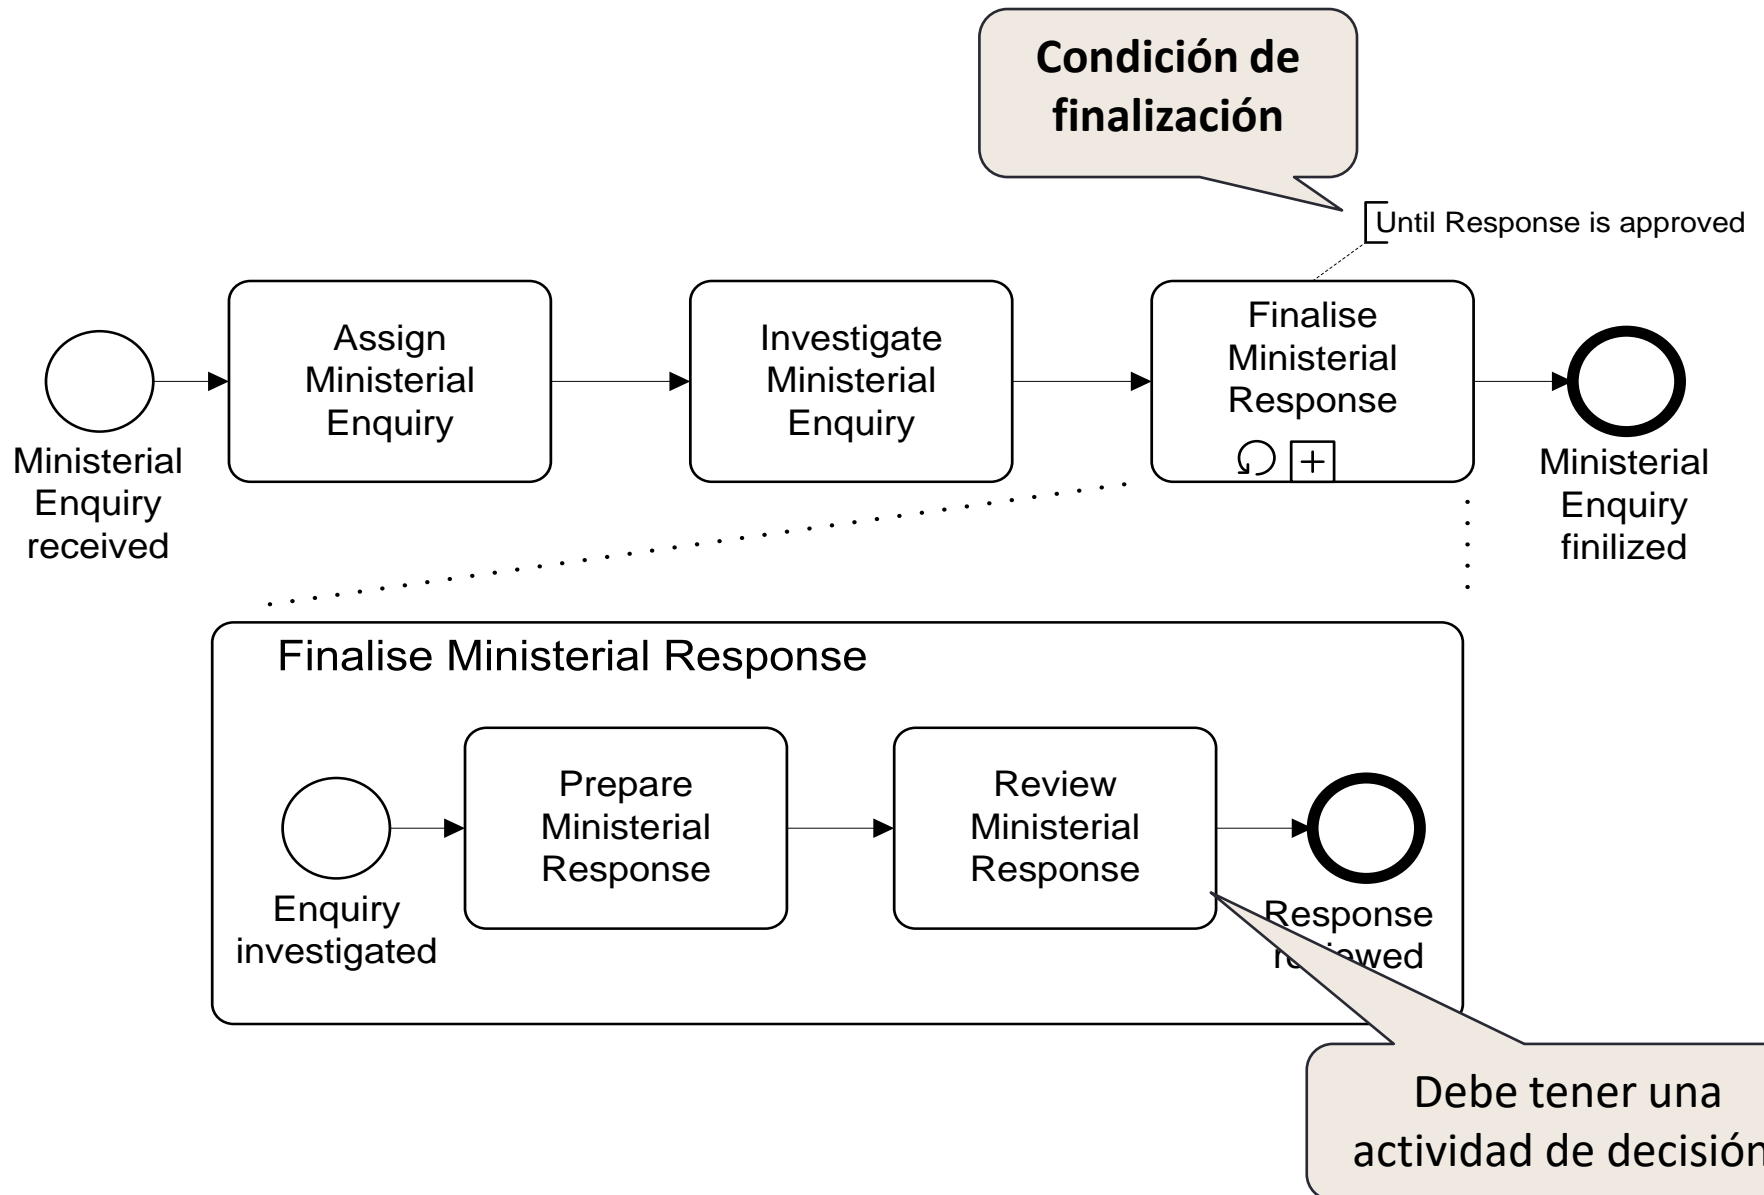 Condición de
finalización
Until Response is approved
Assign
Ministerial
Enquiry
Investigate
Ministerial
Enquiry
Finalise
Ministerial
Response
Ministerial
Enquiry
received
Ministerial
Enquiry
finilized
Finalise Ministerial Response
Prepare
Ministerial
Response
Review
Ministerial
Response
Enquiry
investigated
Response
reviewed
Debe tener una
actividad de decisión